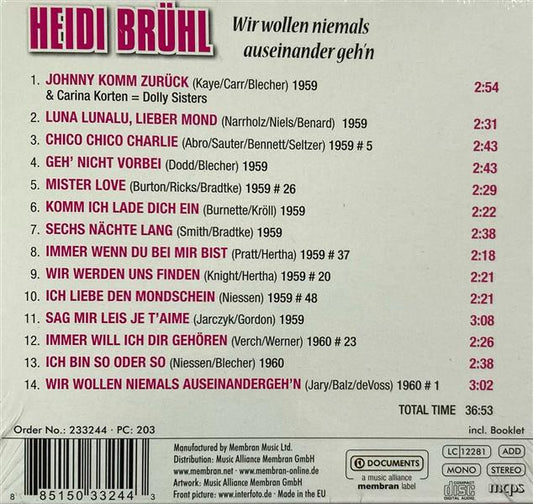 HEIDI BRÜHL
Wir wollen niemals
auseinander geh'n
1. JOHNNY KOMM ZURÜCK (Kaye/Carr/Blecher) 1959 2:54
& Carina Korten = Dolly Sisters
2. LUNA LUNALU, LIEBER MOND (Narrholz/Niels/Benard) 1959 2:31
3. CHICO CHICO CHARLIE (Abro/Sauter/Bennett/Seltzer) 1959 # 5 2:43
4. GEH' NICHT VORBEI (Dodd/Blecher) 1959 2:43
5. MISTER LOVE (Burton/Ricks/Bradtke) 1959 # 26 2:29
6. KOMM ICH LADE DICH EIN (Burnette/Kröll) 1959 2:22
7. SECHS NÄCHTE LANG (Smith/Bradtke) 1959 2:38
8. IMMER WENN DU BEI MIR BIST (Pratt/Hertha) 1959 # 37 2:18
9. WIR WERDEN UNS FINDEN (Knight/Hertha) 1959 # 20 2:21
10. ICH LIEBE DEN MONDSCHEIN (Niessen) 1959 # 48 2:21
11. SAG MIR LEIS JE T'AIME (Jarczyk/Gordon) 1959 3:08
12. IMMER WILL ICH DIR GEHÖREN (Verch/Werner) 1960 # 23 2:26
13. ICH BIN SO ODER SO (Niessen/Blecher) 1960 2:38
14. WIR WOLLEN NIEMALS AUSEINANDERGEH'N (Jary/Balz/deVoss) 1960 # 1 3:02
TOTAL TIME 36:53
Order No.: 233244 · PC: 203
incl. Booklet
8 85150 33244 3
Manufactured by Membran Music Ltd.
Distribution: Music Alliance Membran GmbH
www.membran.net - www.membran-online.de
Artwork: Music Alliance Membran GmbH
Front picture: www.interfoto.de - Made in the EU
DOCUMENTS
a music alliance
membran label
LC 12281 ADD
MONO STEREO
COMPACT
disc
DIGITAL AUDIO
mcps